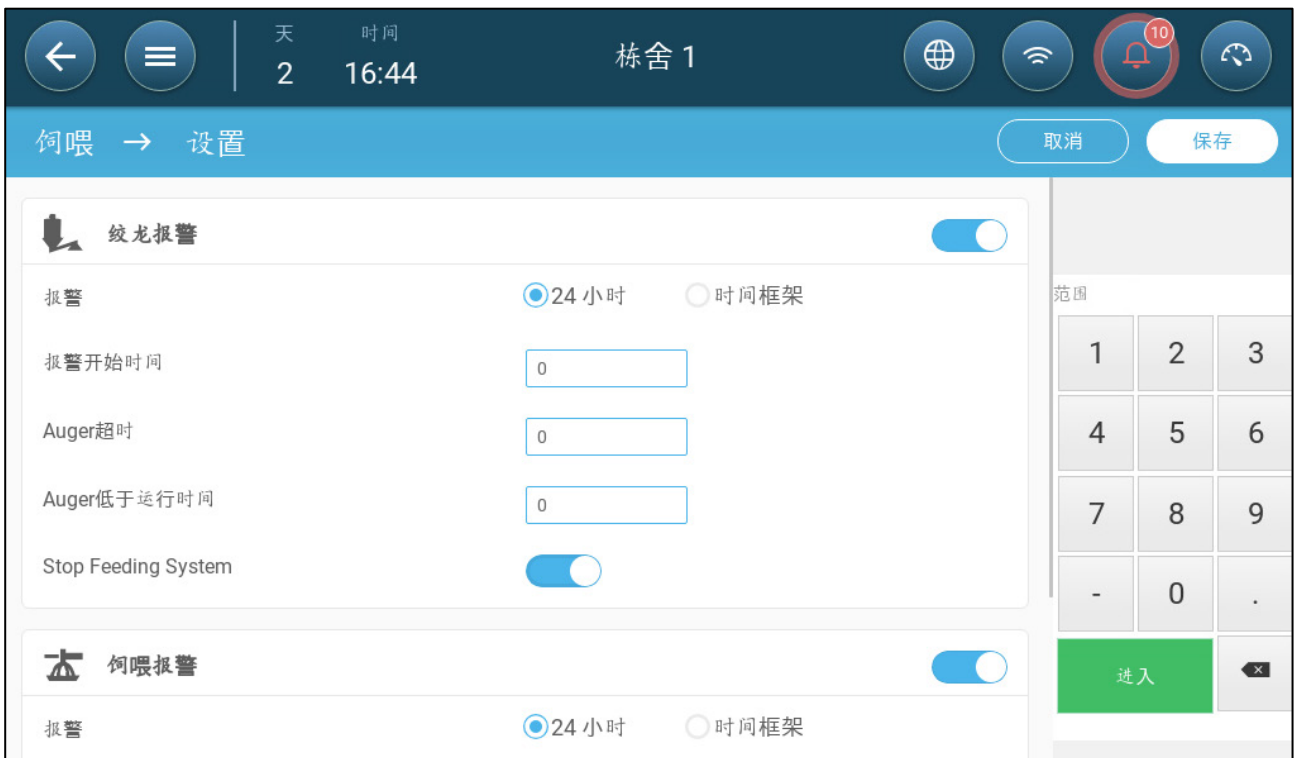 天 时间
2 16:44
栋舍 1
10
饲喂 → 设置
取消 保存
绞龙报警
报警 24 小时 时间框架
报警开始时间 0
Auger超时 0
Auger低于运行时间 0
Stop Feeding System
饲喂报警
报警 24 小时 时间框架
范围
1 2 3
4 5 6
7 8 9
- 0 .
进入